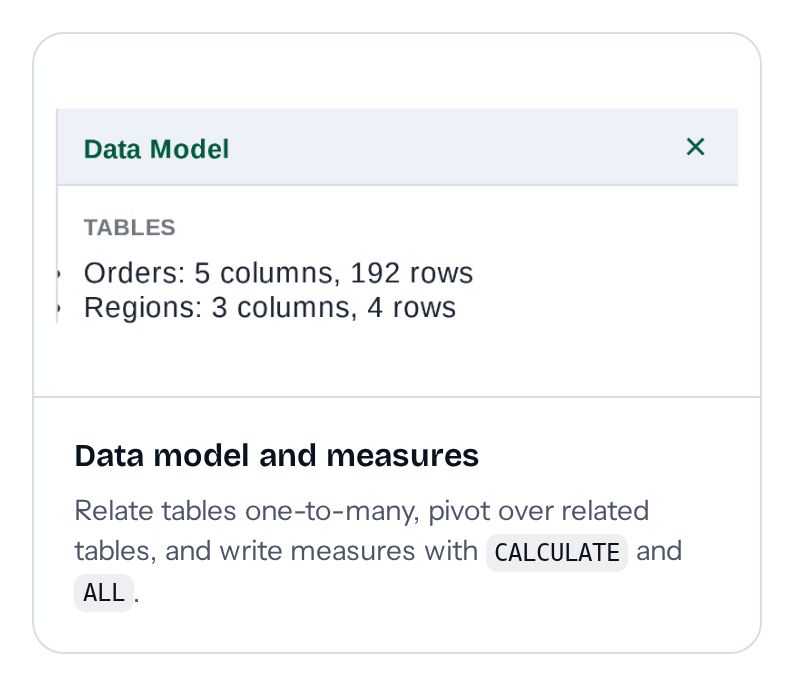 Data Model ✕
TABLES
• Orders: 5 columns, 192 rows
• Regions: 3 columns, 4 rows
Data model and measures
Relate tables one-to-many, pivot over related
tables, and write measures with CALCULATE and
ALL.